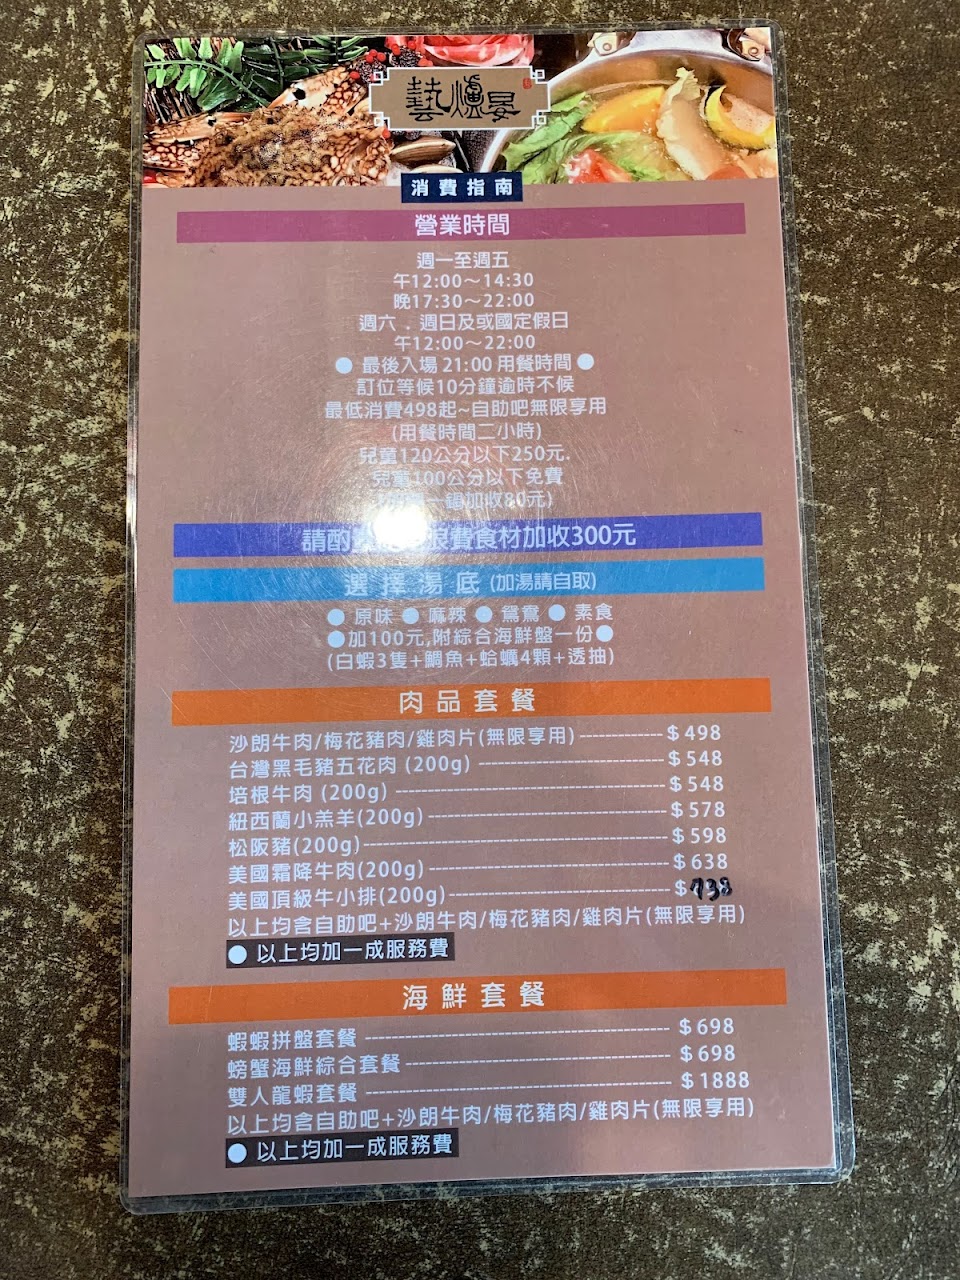 藝爐宴
消費指南
營業時間
週一至週五
午12:00～14:30
晚17:30～22:00
週六．週日及或國定假日
午12:00～22:00
● 最後入場 21:00 用餐時間 ●
訂位等候10分鐘逾時不候
最低消費498起~自助吧無限享用
(用餐時間二小時)
兒童120公分以下250元.
兒童100公分以下免費
一鍋加收80元)
請酌 費食材加收300元
選擇湯底 (加湯請自取)
● 原味 ● 麻辣 ● 鴛鴦 ● 素食
●加100元,附綜合海鮮盤一份●
(白蝦3隻+鯛魚+蛤蠣4顆+透抽)
肉品套餐
沙朗牛肉/梅花豬肉/雞肉片(無限享用) ------------- $ 498
台灣黑毛豬五花肉 (200g) ----------------------------- $ 548
培根牛肉 (200g) ------------------------------------------ $ 548
紐西蘭小羔羊(200g) ------------------------------------- $ 578
松阪豬(200g)----------------------------------------------- $ 598
美國霜降牛肉(200g) ------------------------------------- $ 638
美國頂級牛小排(200g)----------------------------------- $ 738
以上均含自助吧+沙朗牛肉/梅花豬肉/雞肉片(無限享用)
● 以上均加一成服務費
海鮮套餐
蝦蝦拼盤套餐 ----------------------------------------------- $ 698
螃蟹海鮮綜合套餐 ----------------------------------------- $ 698
雙人龍蝦套餐 ----------------------------------------------- $ 1888
以上均含自助吧+沙朗牛肉/梅花豬肉/雞肉片(無限享用)
● 以上均加一成服務費